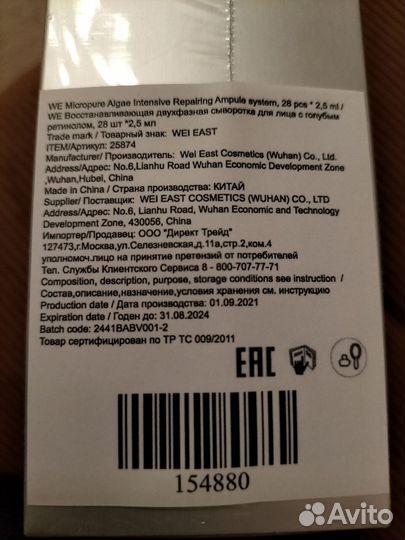 WE Micropure Algae Intensive Repairing Ampule system, 28 pcs * 2,5 ml /
WE Восстанавливающая двухфазная сыворотка для лица с голубым
ретинолом, 28 шт *2,5 мл
Trade mark / Товарный знак: WEI EAST
ITEM/Артикул: 25874
Manufacturer/ Производитель: Wei East Cosmetics (Wuhan) Co., Ltd.
Address/Адрес: No.6,Lianhu Road Wuhan Economic Development Zone
,Wuhan,Hubei, China
Made in China / Страна производства: КИТАЙ
Supplier/ Поставщик: WEI EAST COSMETICS (WUHAN) CO., LTD
Address/Адрес: No.6, Lianhu Road, Wuhan Economic and Technology
Development Zone, 430056, China
Импортер/Продавец: ООО "Директ Трейд"
127473,г.Москва,ул.Селезневская,д.11а,стр.2,ком.4
уполномоч.лицо на принятие претензий от потребителей
Тел. Службы Клиентского Сервиса 8 - 800-707-77-71
Composition, description, purpose, storage conditions see instruction /
Состав,описание,назначение,условия хранения см. инструкцию
Production date / Дата производства: 01.09.2021
Expiration date / Годен до: 31.08.2024
Batch code: 2441BABV001-2
Товар сертифицирован по ТР ТС 009/2011
EAC
154880
Avito